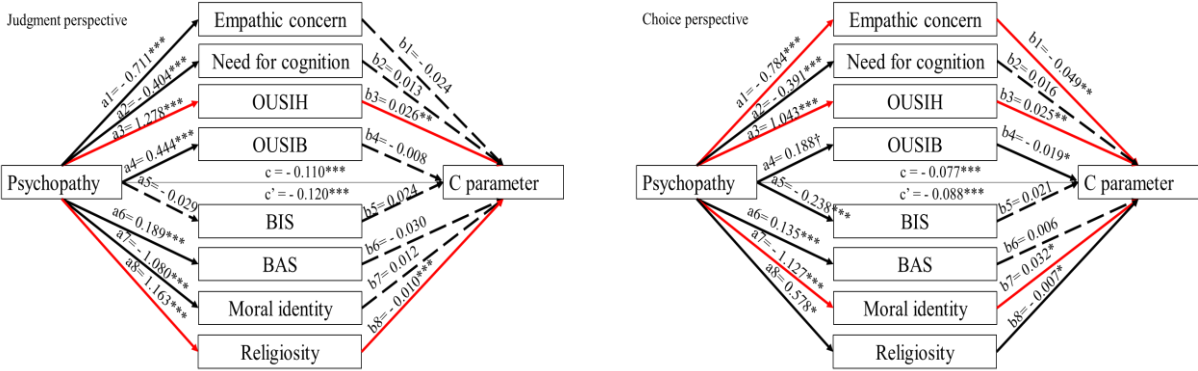 Judgment perspective
Empathic concern
Need for cognition
OUSIH
OUSIB
Psychopathy
C parameter
BIS
BAS
Moral identity
Religiosity
a1= - 0.711***
a2= - 0.404***
a3= 1.278***
a4= 0.444***
a5= - 0.029
a6= 0.189***
a7= - 1.080***
a8= 1.163***
b1= - 0.024
b2= 0.013
b3= 0.026**
b4= - 0.008
c = - 0.110***
c' = - 0.120***
b5= 0.024
b6= - 0.030
b7= 0.012
b8= - 0.010***
Choice perspective
Empathic concern
Need for cognition
OUSIH
OUSIB
Psychopathy
C parameter
BIS
BAS
Moral identity
Religiosity
a1= - 0.784***
a2= - 0.391***
a3= 1.043***
a4= 0.188†
a5= - 0.238***
a6= 0.135***
a7= - 1.127***
a8= 0.578*
b1= - 0.049**
b2= 0.016
b3= 0.025**
b4= - 0.019*
c = - 0.077***
c' = - 0.088***
b5= 0.021
b6= 0.006
b7= 0.032*
b8= - 0.007*